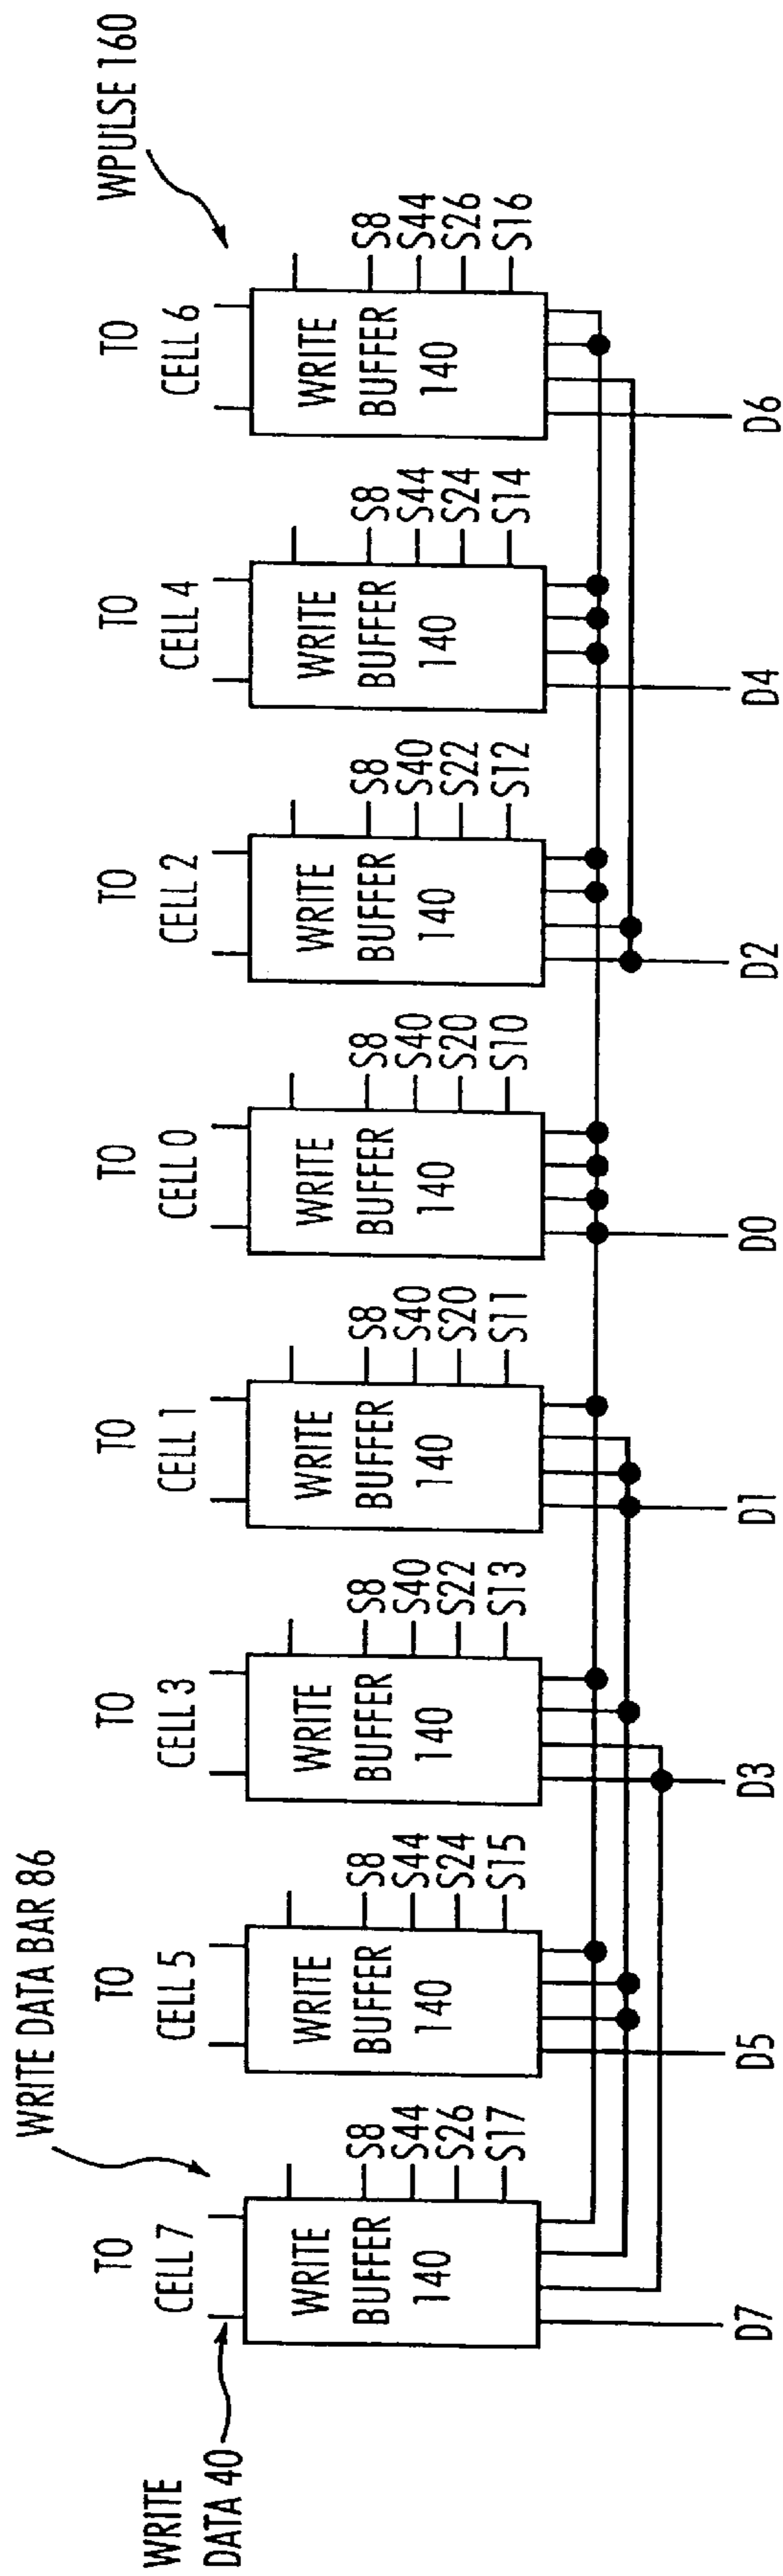 WRITE DATA BAR 86
WRITE
DATA 40
WPULSE 160
TO
CELL 7
WRITE
BUFFER
140
S8
S44
S26
S17
D7
TO
CELL 5
WRITE
BUFFER
140
S8
S44
S24
S15
D5
TO
CELL 3
WRITE
BUFFER
140
S8
S40
S22
S13
D3
TO
CELL 1
WRITE
BUFFER
140
S8
S40
S20
S11
D1
TO
CELL 0
WRITE
BUFFER
140
S8
S40
S20
S10
D0
TO
CELL 2
WRITE
BUFFER
140
S8
S40
S22
S12
D2
TO
CELL 4
WRITE
BUFFER
140
S8
S44
S24
S14
D4
TO
CELL 6
WRITE
BUFFER
140
S8
S44
S26
S16
D6